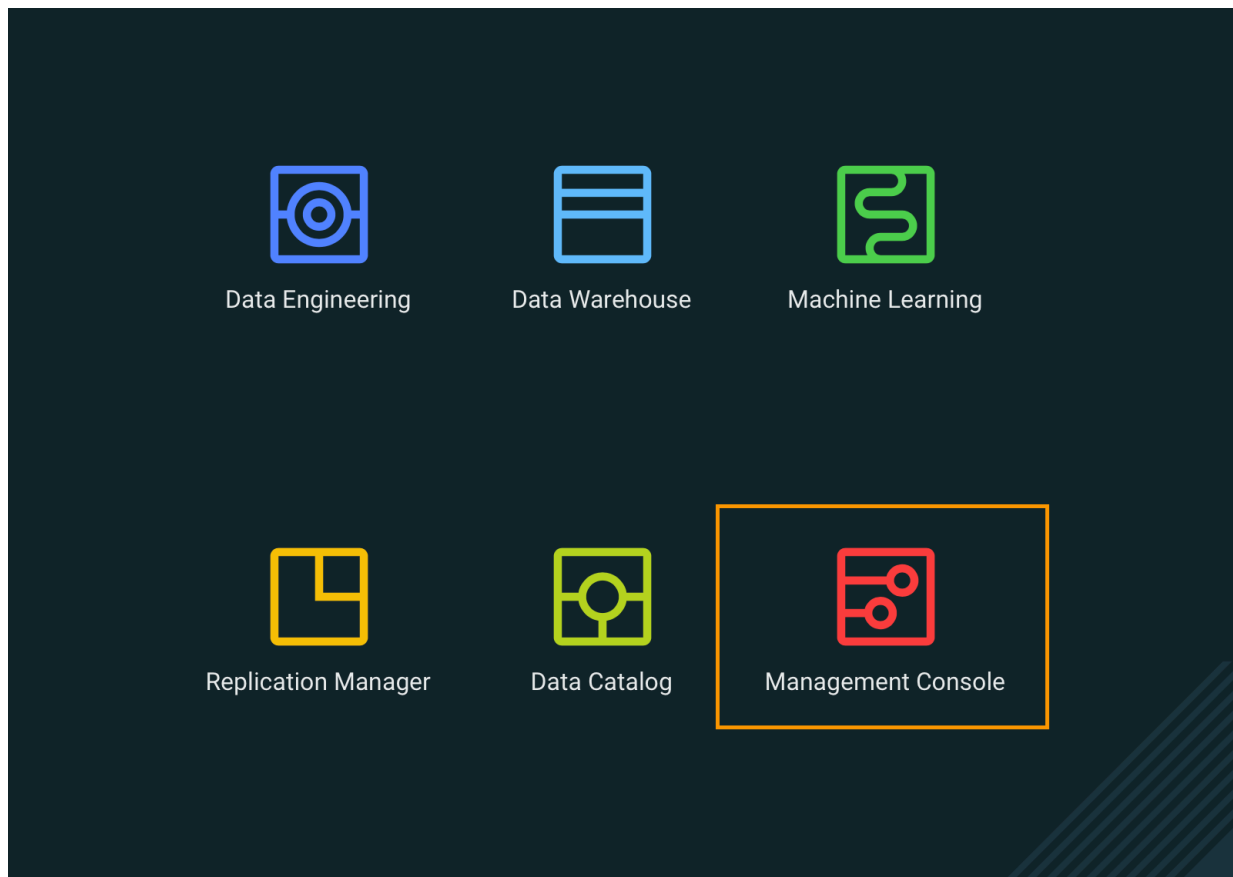 Data Engineering
Data Warehouse
Machine Learning
Replication Manager
Data Catalog
Management Console